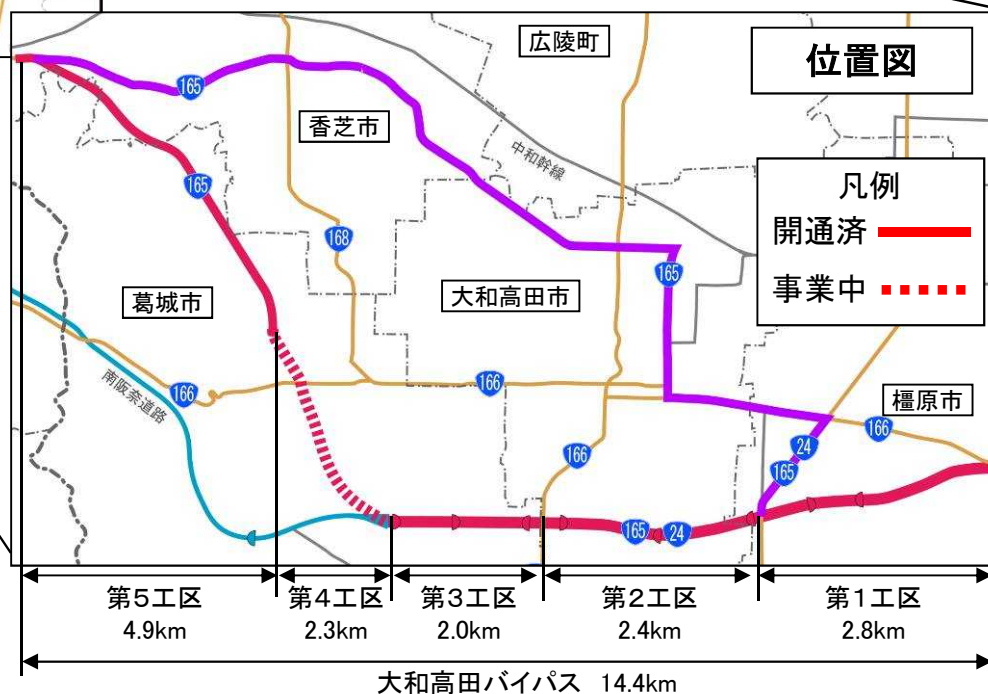 広陵町
位置図
165
香芝市
中和幹線
凡例
開通済
事業中
165
168
165
葛城市
大和高田市
南阪奈道路
166
166
橿原市
166
24
166
165
165
24
第5工区
第4工区
第3工区
第2工区
第1工区
4.9km
2.3km
2.0km
2.4km
2.8km
大和高田バイパス 14.4km